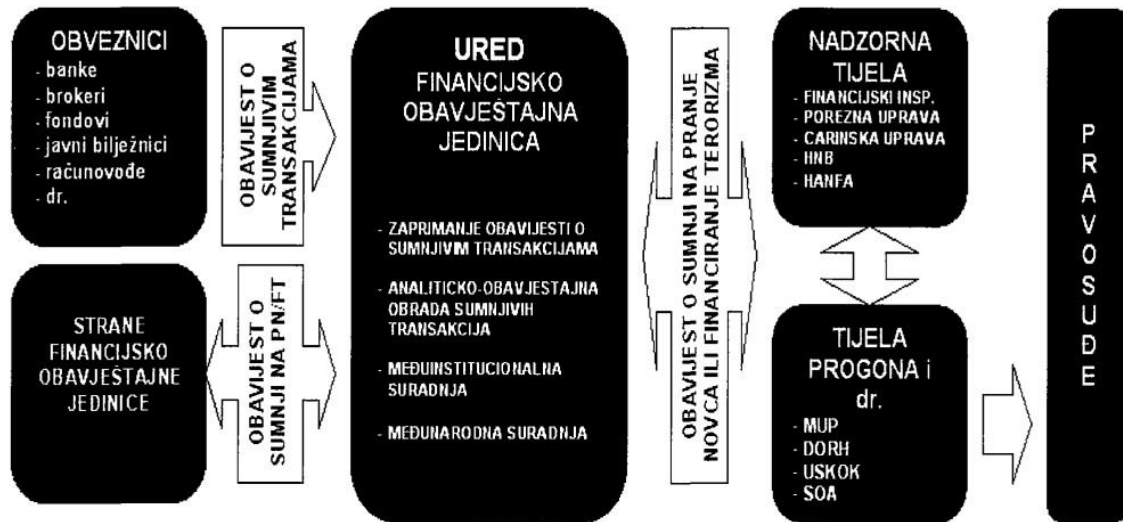 OBVEZNICI
- banke
- brokeri
- fondovi
- javni bilježnici
- računovođe
- dr.
OBAVIJEST O
SUMNJIVIM
TRANSAKCIJAMA
STRANE
FINANCIJSKO
OBAVJEŠTAJNE
JEDINICE
OBAVIJEST O
SUMNJI NA PN/FT
URED
FINANCIJSKO
OBAVJEŠTAJNA
JEDINICA
- ZAPRIMANJE OBAVIJESTI O
SUMNJIVIM TRANSAKCIJAMA
- ANALITICKO-OBAVJEŠTAJNA
OBRADA SUMNJIVIH
TRANSAKCIJA
- MEĐUINSTITUCIONALNA
SURADNJA
- MEĐUNARODNA SURADNJA
OBAVIJEST O SUMNJI NA PRANJE
NOVCA ILI FINANCIRANJE TERORIZMA
NADZORNA
TIJELA
- FINANCIJSKI INSP.
- POREZNA UPRAVA
- CARINSKA UPRAVA
- HNB
- HANFA
TIJELA
PROGONA i
dr.
- MUP
- DORH
- USKOK
- SOA
PRAVOSUĐE